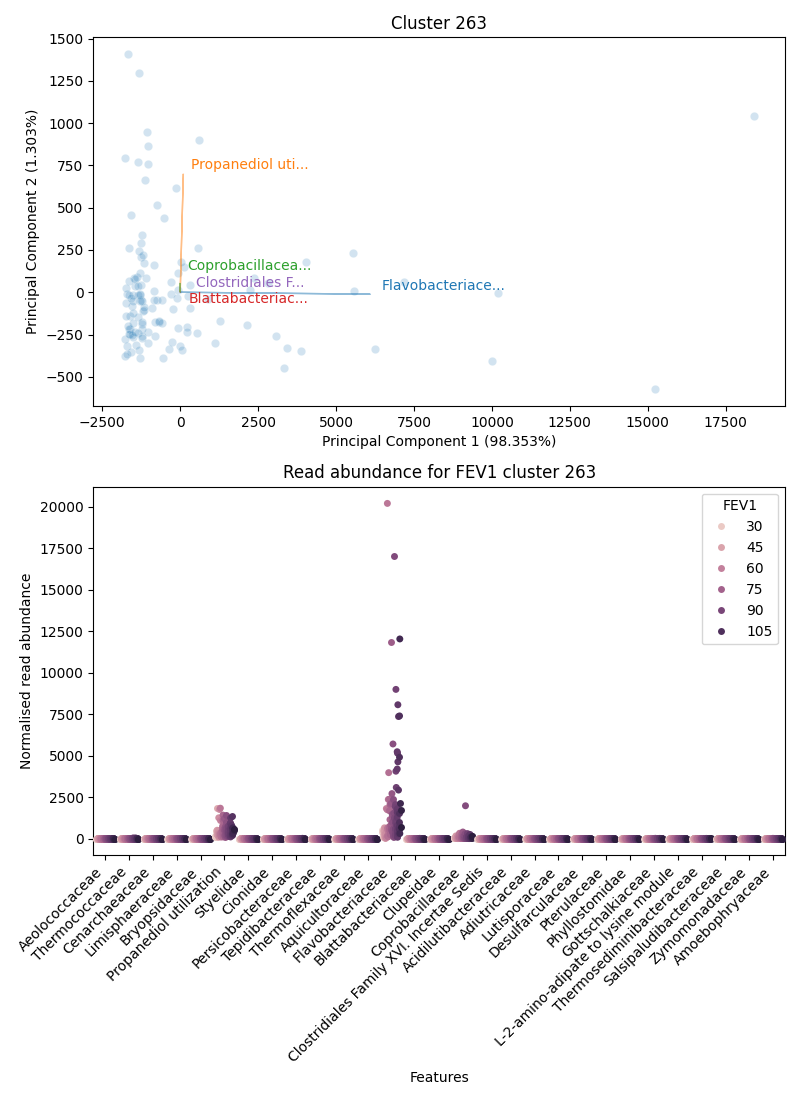 Cluster 263
Principal Component 2 (1.303%)
1500
1250
1000
750
500
250
0
−250
−500
Propanediol uti...
Coprobacillacea...
Clostridiales F...
Flavobacteriace...
Blattabacteriac...
−2500
0
2500
5000
7500
10000
12500
15000
17500
Principal Component 1 (98.353%)
Read abundance for FEV1 cluster 263
Normalised read abundance
20000
17500
15000
12500
10000
7500
5000
2500
0
FEV1
30
45
60
75
90
105
Aeolococcaceae
Thermococcaceae
Cenarchaeaceae
Limisphaeraceae
Bryopsidaceae
Propanediol utilization
Styelidae
Cionidae
Persicobacteraceae
Tepidibacteraceae
Thermoflexaceae
Aquicultoraceae
Flavobacteriaceae
Blattabacteriaceae
Clupeidae
Coprobacillaceae
Clostridiales Family XVI. Incertae Sedis
Acidilutibacteraceae
Adiutricaceae
Lutisporaceae
Desulfarculaceae
Pterulaceae
Phyllostomidae
Gottschalkiaceae
L-2-amino-adipate to lysine module
Thermosediminibacteraceae
Salsipaludibacteraceae
Zymomonadaceae
Amoebophryaceae
Features